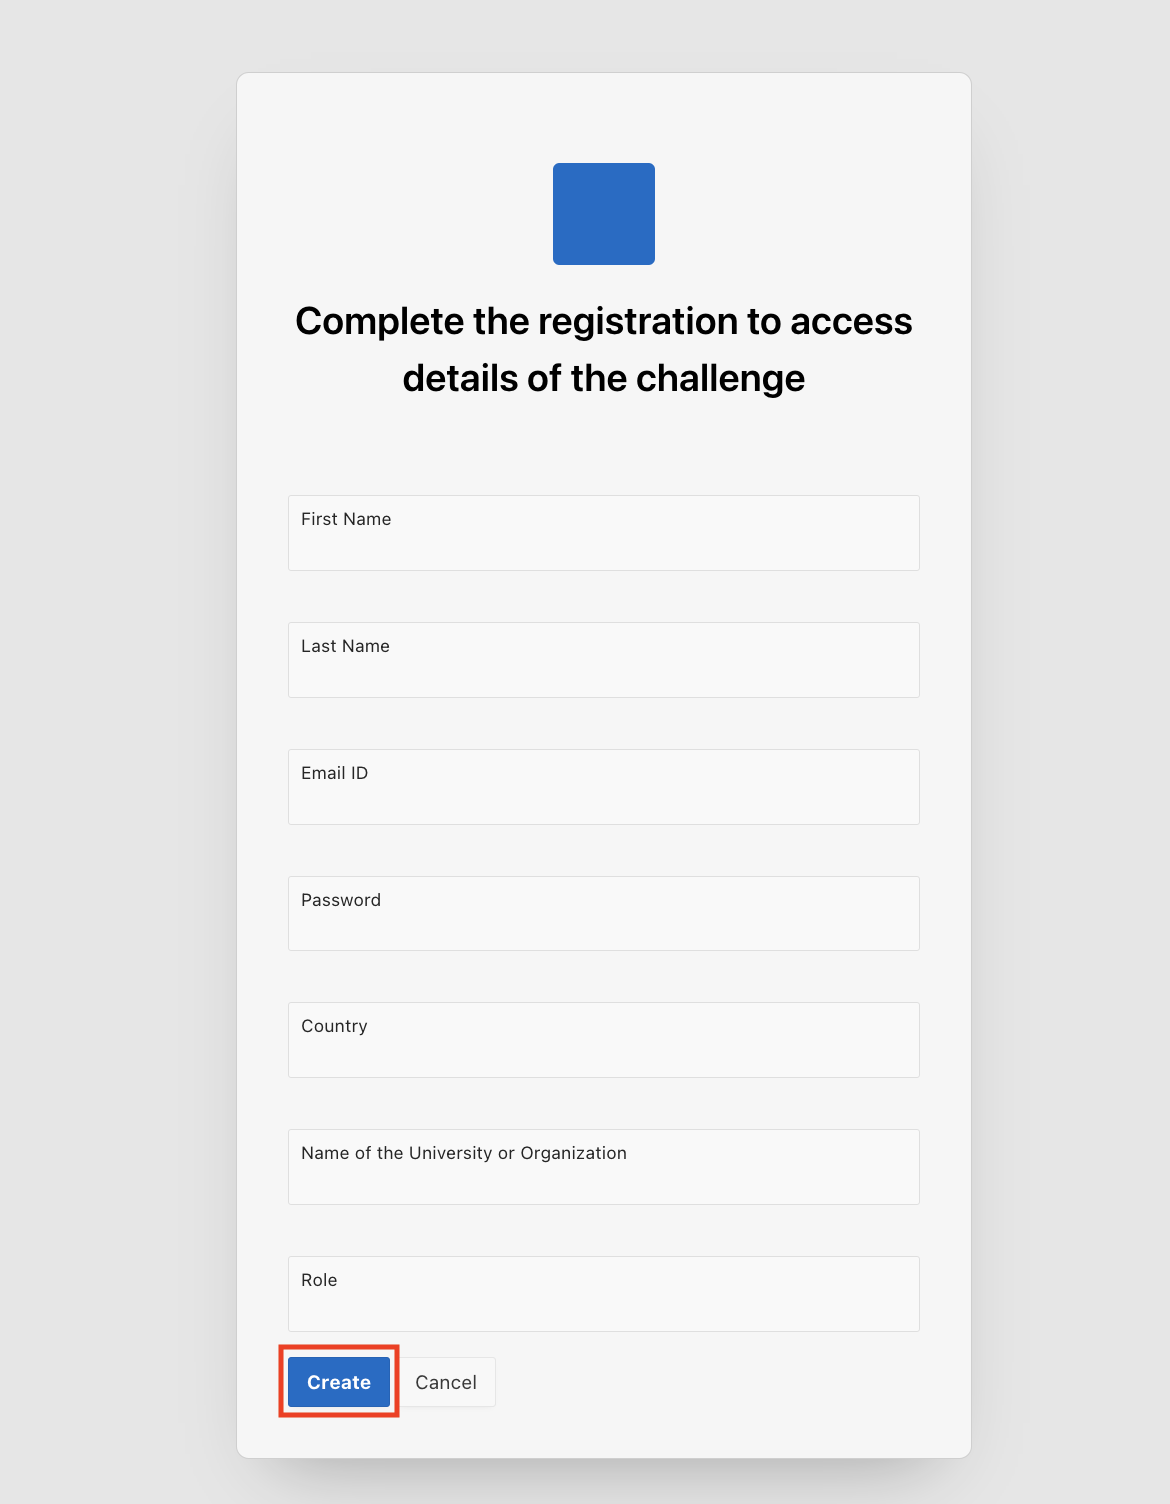 Complete the registration to access
details of the challenge
First Name
Last Name
Email ID
Password
Country
Name of the University or Organization
Role
Create
Cancel